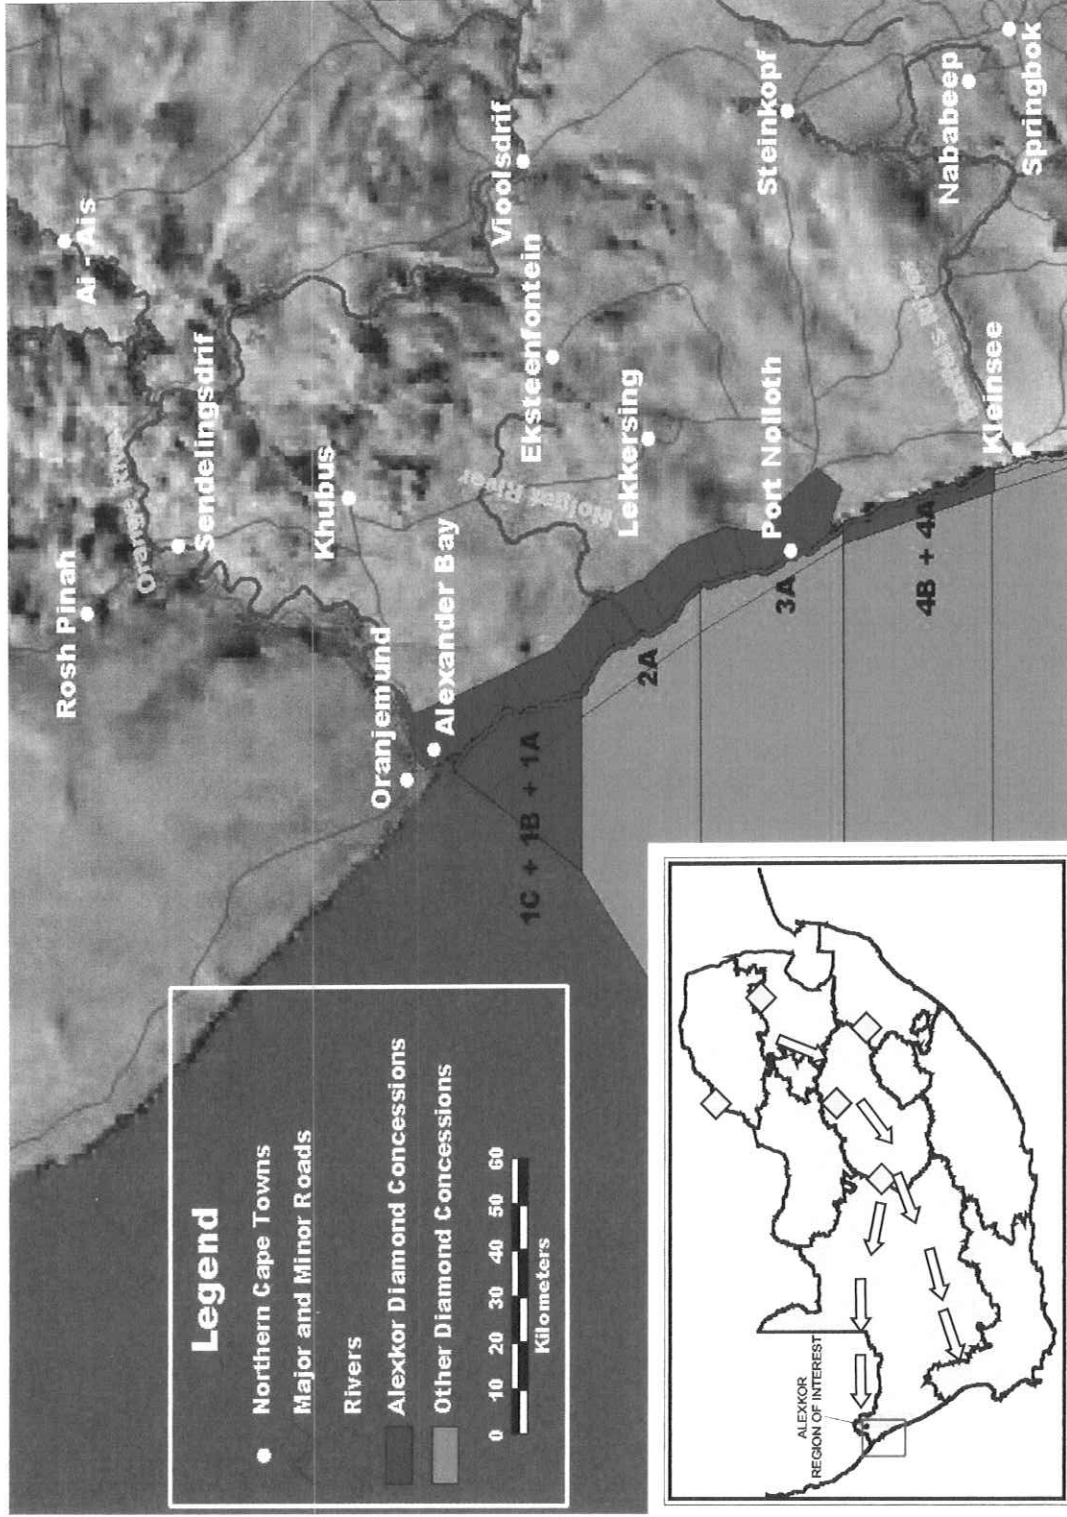 Rosh Pinah
Ai - Ais
Orange River
Sendelingsdrif
Khubus
Oranjemund
Alexander Bay
Vioolsdrif
Eksteenfontein
Holgat River
Lekkersing
Port Nolloth
Steinkopf
Nababeep
Springbok
Kleinsee
1C + 1B + 1A
2A
3A
4B + 4A
Legend
Northern Cape Towns
Major and Minor Roads
Rivers
Alexkor Diamond Concessions
Other Diamond Concessions
0 10 20 30 40 50 60
Kilometers
ALEXKOR
REGION OF INTEREST